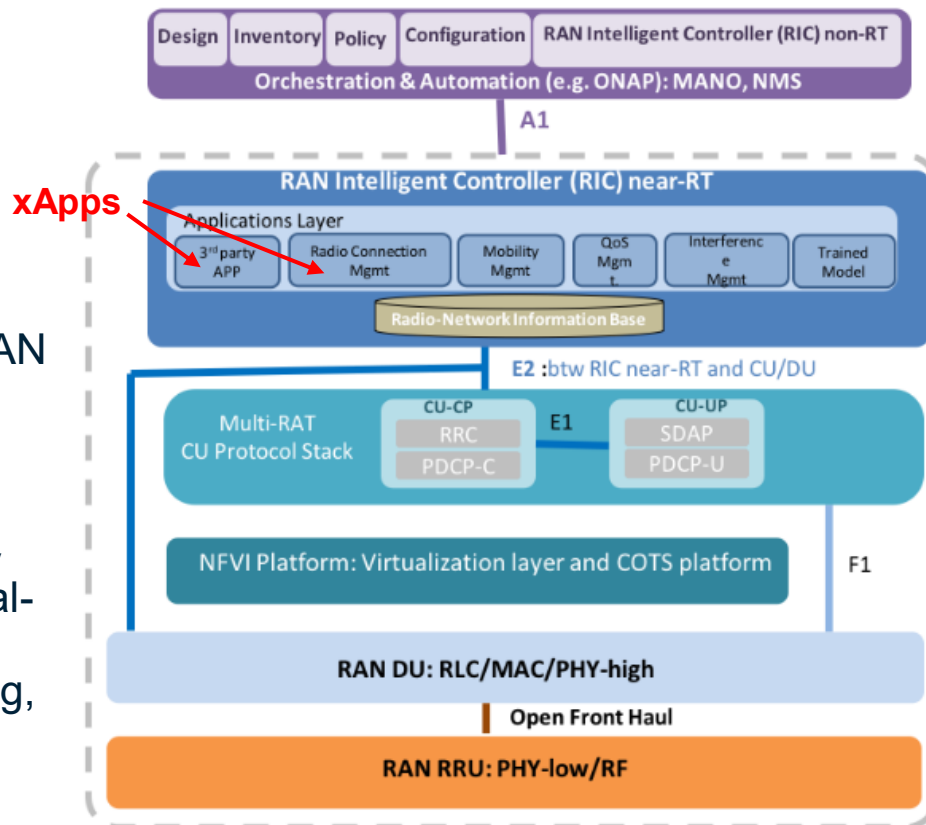 Design Inventory Policy Configuration RAN Intelligent Controller (RIC) non-RT
Orchestration & Automation (e.g. ONAP): MANO, NMS
A1
RAN Intelligent Controller (RIC) near-RT
xApps
Applications Layer
3rd party
APP
Radio Connection
Mgmt
Mobility
Mgmt
QoS
Mgm
t.
Interferenc
e
Mgmt
Trained
Model
Radio-Network Information Base
AN
E2 :btw RIC near-RT and CU/DU
Multi-RAT
CU Protocol Stack
CU-CP
RRC
PDCP-C
E1
CU-UP
SDAP
PDCP-U
al-
g,
NFVI Platform: Virtualization layer and COTS platform
F1
RAN DU: RLC/MAC/PHY-high
Open Front Haul
RAN RRU: PHY-low/RF